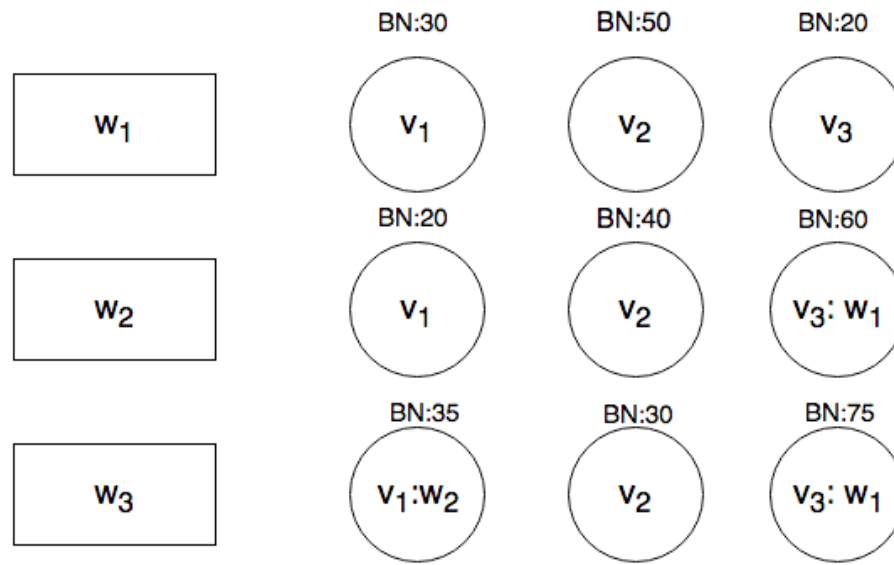 BN:30 BN:50 BN:20
w₁ v₁ v₂ v₃
BN:20 BN:40 BN:60
w₂ v₁ v₂ v₃: w₁
BN:35 BN:30 BN:75
w₃ v₁:w₂ v₂ v₃: w₁